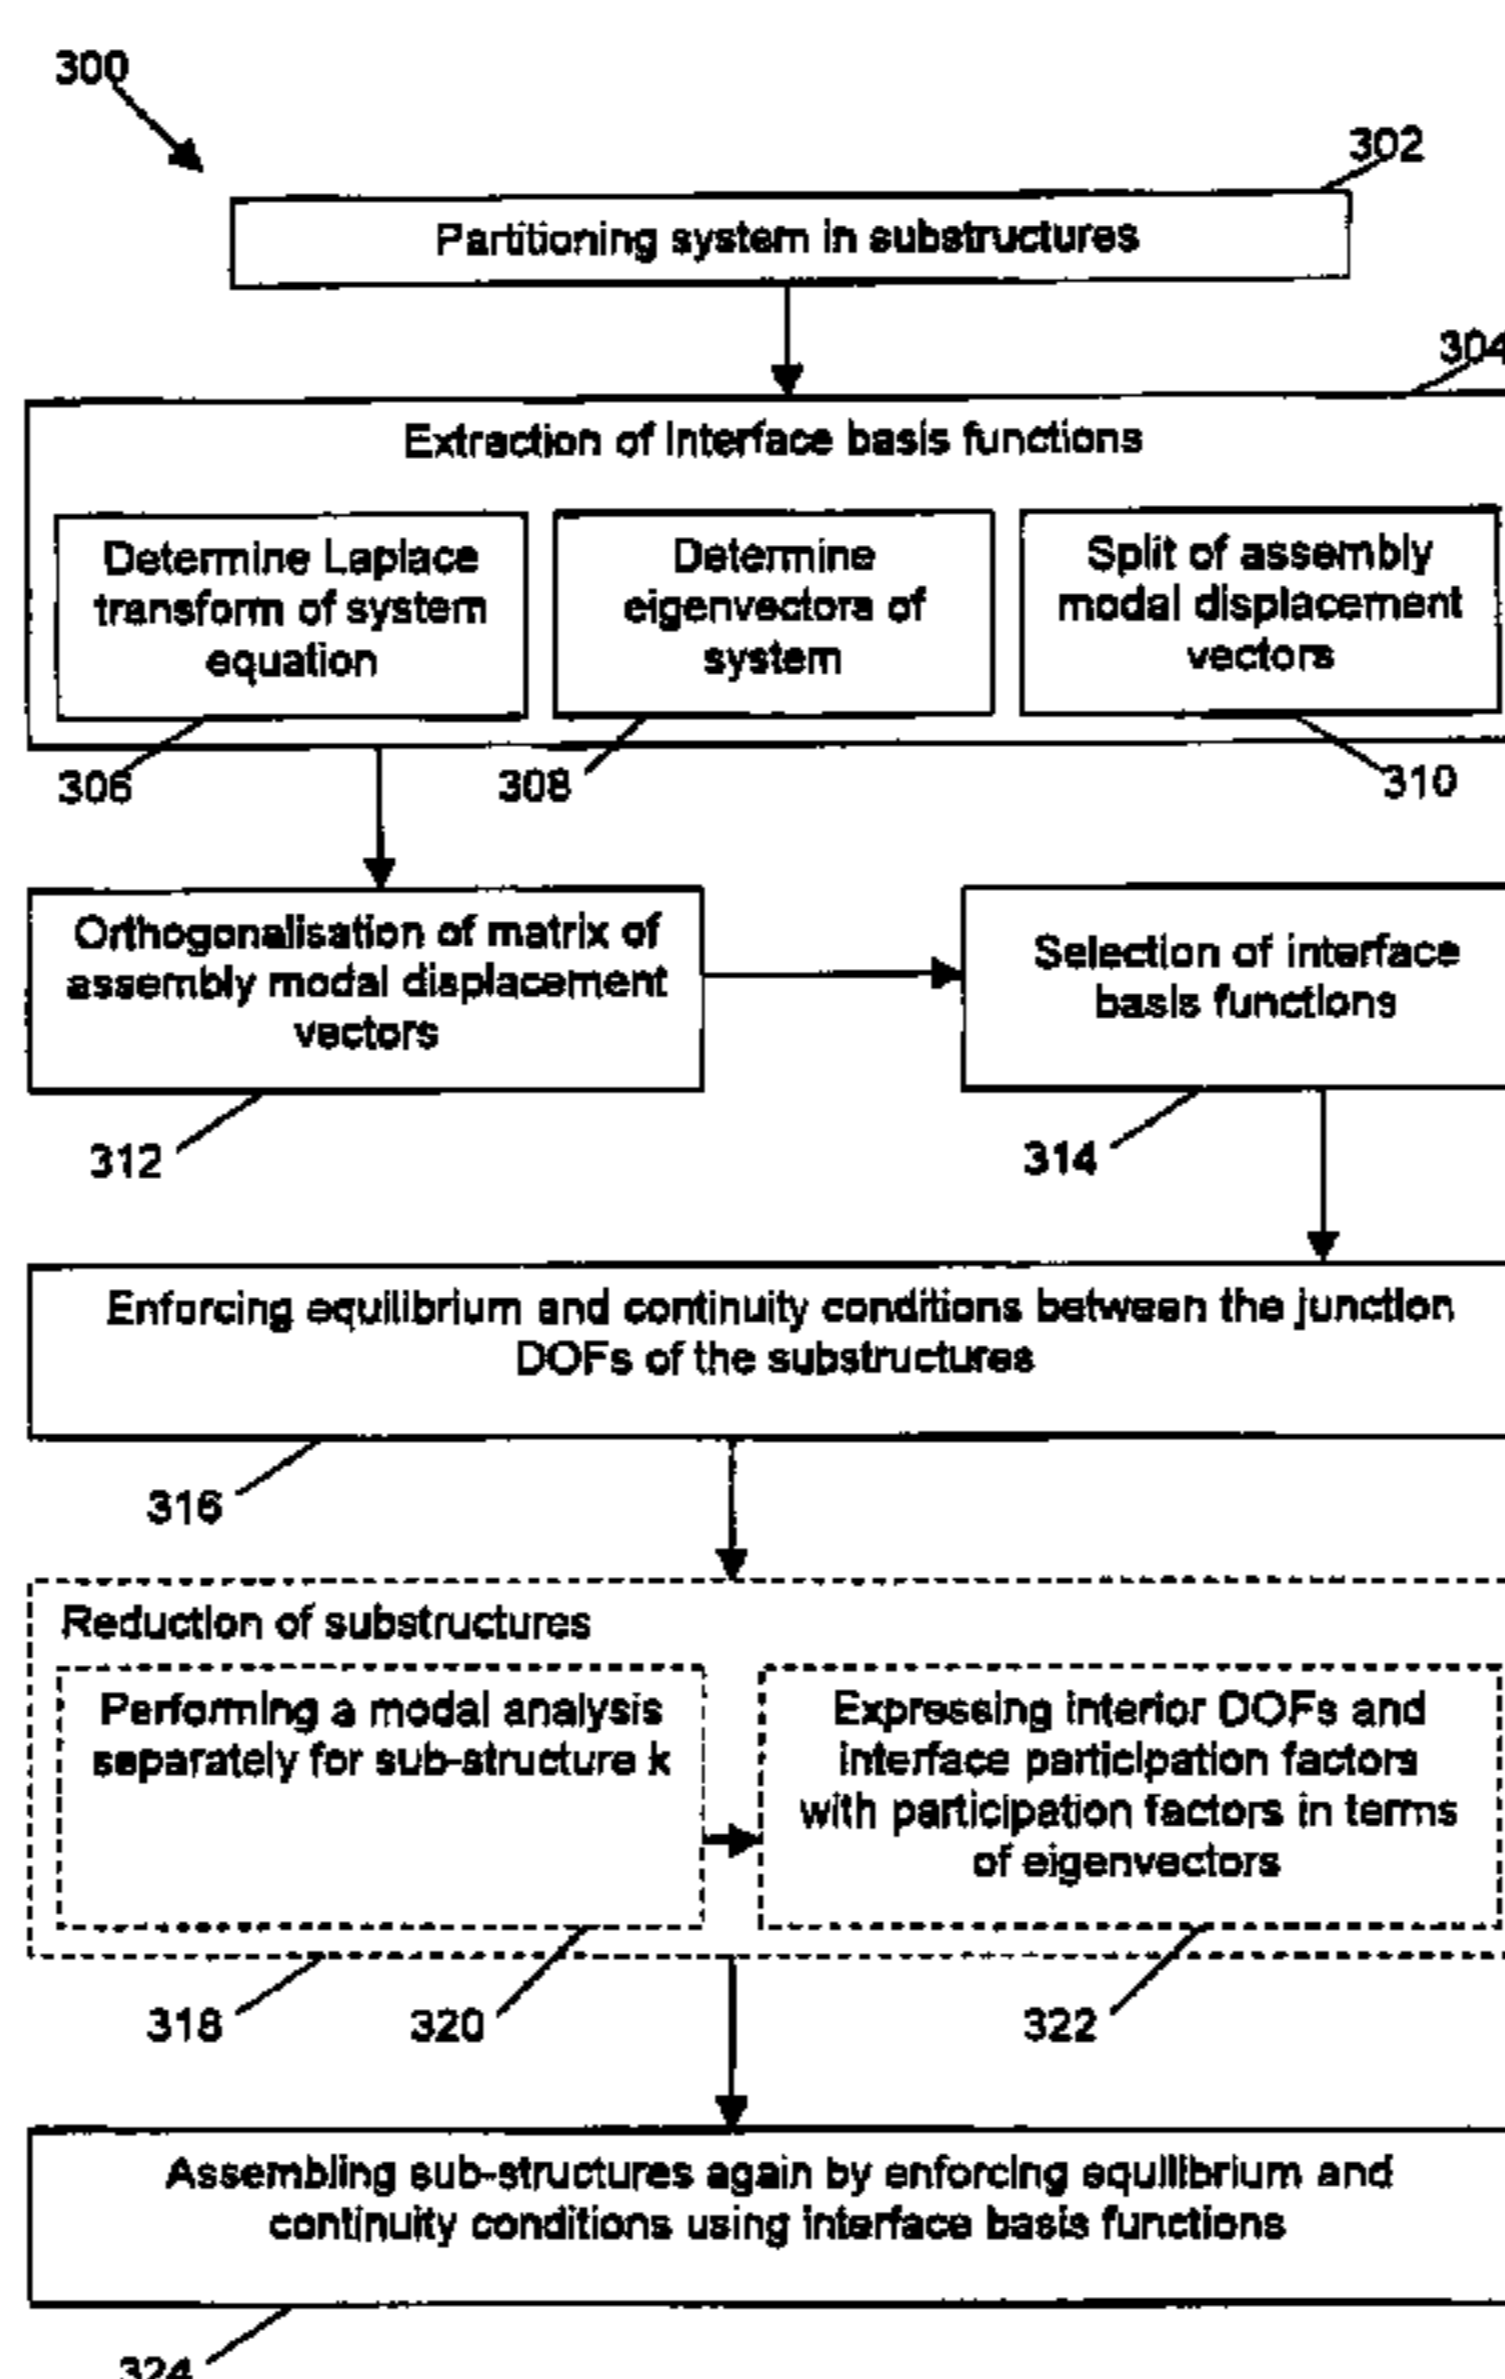 300
302
Partitioning system in substructures
304
Extraction of interface basis functions
Determine Laplace
transform of system
equation
Determine
eigenvectors of
system
Split of assembly
modal displacement
vectors
306
308
310
Orthogonalisation of matrix of
assembly modal displacement
vectors
Selection of interface
basis functions
312
314
Enforcing equilibrium and continuity conditions between the junction
DOFs of the substructures
316
Reduction of substructures
Performing a modal analysis
separately for sub-structure k
Expressing interior DOFs and
interface participation factors
with participation factors in terms
of eigenvectors
318
320
322
Assembling sub-structures again by enforcing equilibrium and
continuity conditions using interface basis functions
324